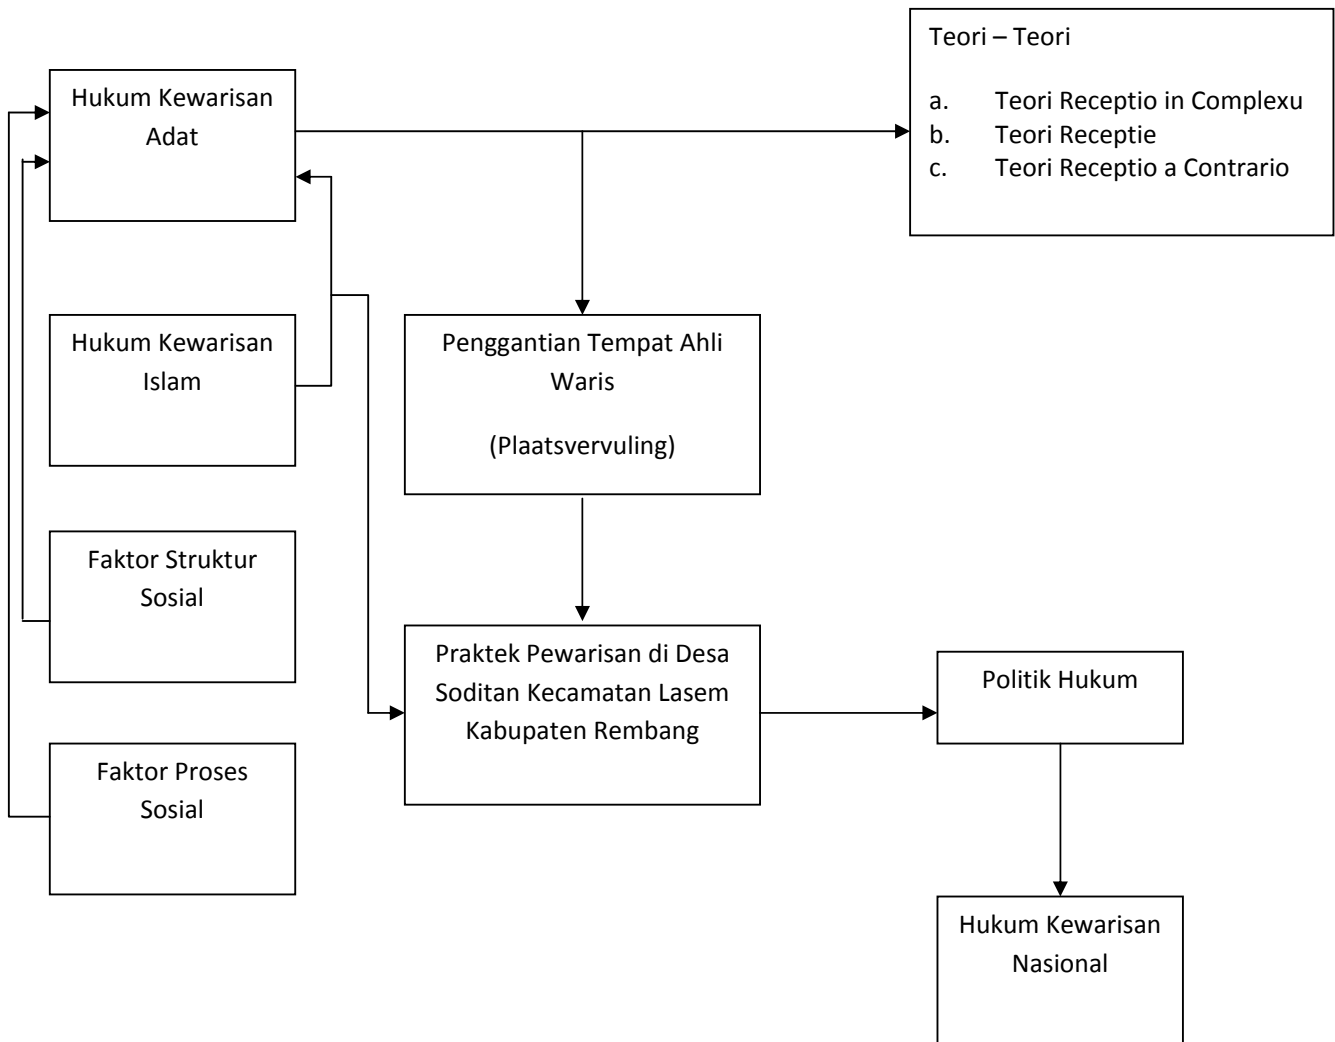 Teori – Teori
a. Teori Receptio in Complexu
b. Teori Receptie
c. Teori Receptio a Contrario
Hukum Kewarisan
Adat
Hukum Kewarisan
Islam
Penggantian Tempat Ahli
Waris
(Plaatsvervuling)
Faktor Struktur
Sosial
Praktek Pewarisan di Desa
Soditan Kecamatan Lasem
Kabupaten Rembang
Politik Hukum
Faktor Proses
Sosial
Hukum Kewarisan
Nasional